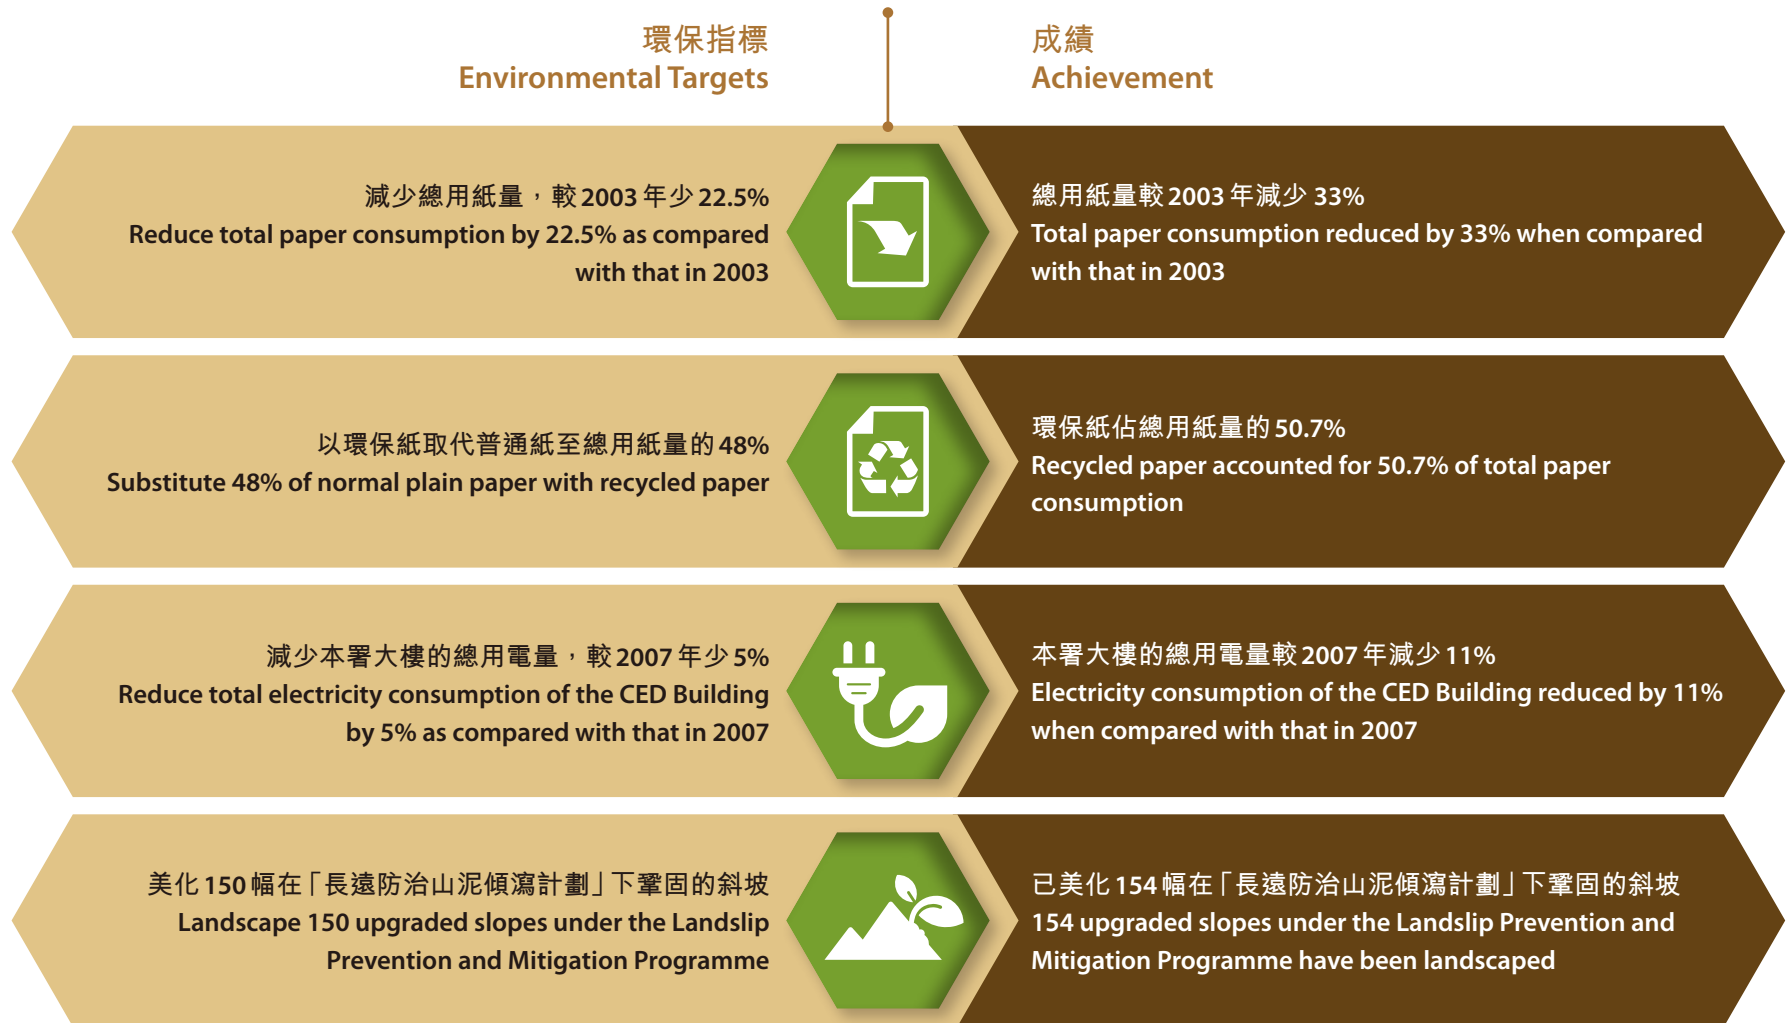 環保指標
Environmental Targets
成績
Achievement
減少總用紙量，較2003年少22.5%
Reduce total paper consumption by 22.5% as compared
with that in 2003
總用紙量較2003年減少 33%
Total paper consumption reduced by 33% when compared
with that in 2003
以環保紙取代普通紙至總用紙量的48%
Substitute 48% of normal plain paper with recycled paper
環保紙佔總用紙量的50.7%
Recycled paper accounted for 50.7% of total paper
consumption
減少本署大樓的總用電量，較2007年少5%
Reduce total electricity consumption of the CED Building
by 5% as compared with that in 2007
本署大樓的總用電量較2007年減少11%
Electricity consumption of the CED Building reduced by 11%
when compared with that in 2007
美化150幅在「長遠防治山泥傾瀉計劃」下鞏固的斜坡
Landscape 150 upgraded slopes under the Landslip
Prevention and Mitigation Programme
已美化154幅在「長遠防治山泥傾瀉計劃」下鞏固的斜坡
154 upgraded slopes under the Landslip Prevention and
Mitigation Programme have been landscaped